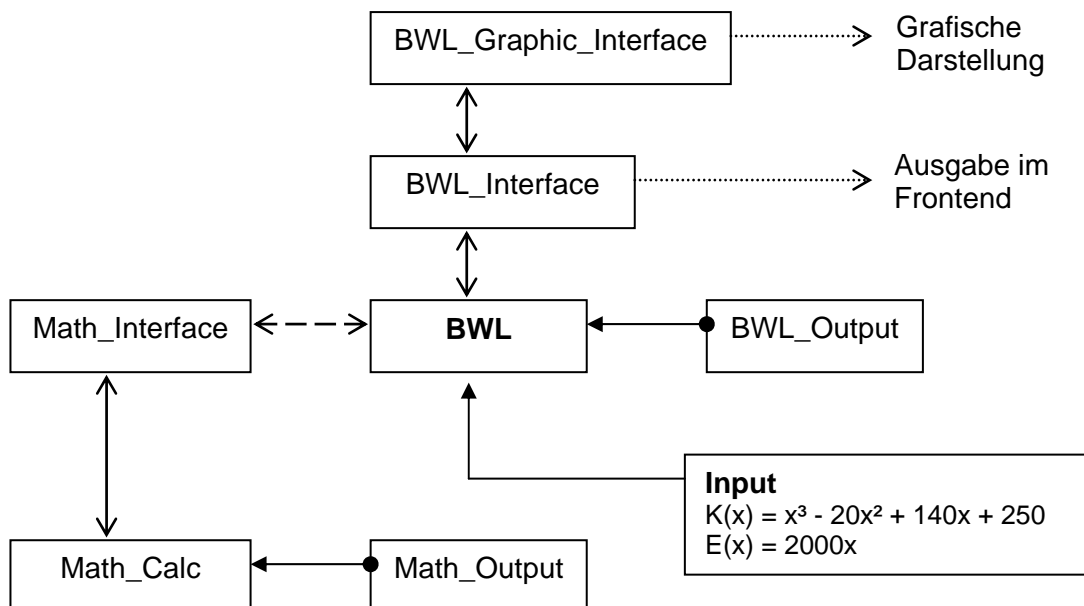 BWL_Graphic_Interface
Grafische
Darstellung
BWL_Interface
Ausgabe im
Frontend
Math_Interface
BWL
BWL_Output
Input
K(x) = x³ - 20x² + 140x + 250
E(x) = 2000x
Math_Calc
Math_Output